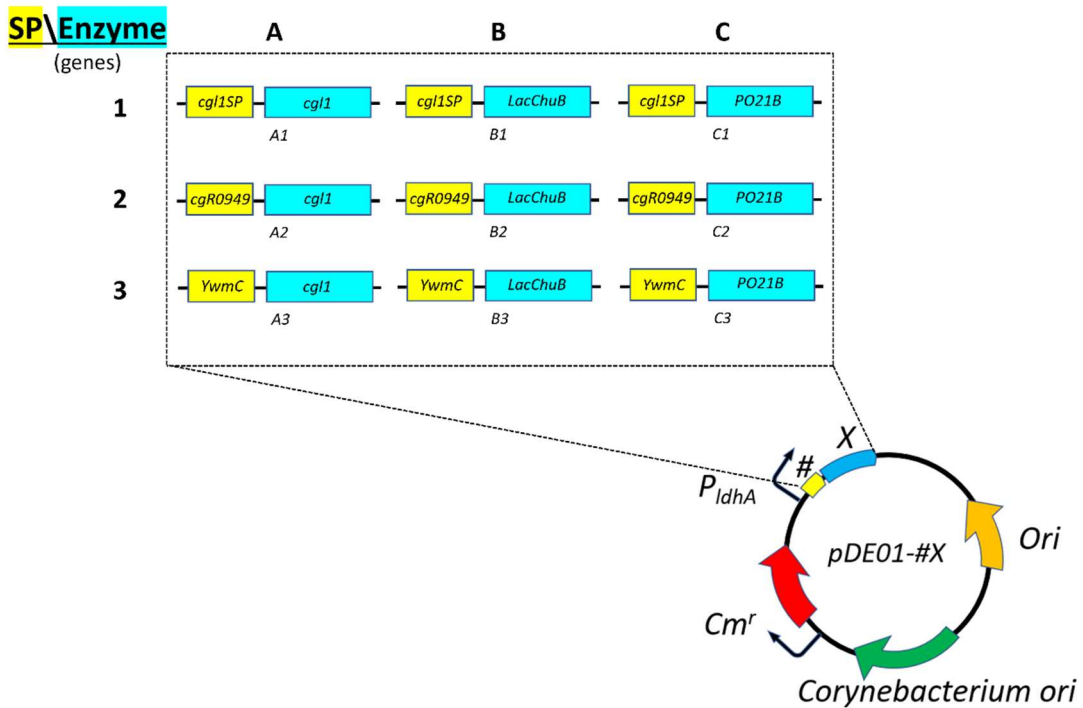 SP\Enzyme
(genes)
A B C
1
cgl1SP cgl1 cgl1SP LacChuB cgl1SP PO21B
A1 B1 C1
2
cgR0949 cgl1 cgR0949 LacChuB cgR0949 PO21B
A2 B2 C2
3
YwmC cgl1 YwmC LacChuB YwmC PO21B
A3 B3 C3
X
#
PldhA
Ori
pDE01-#X
Cmr
Corynebacterium ori